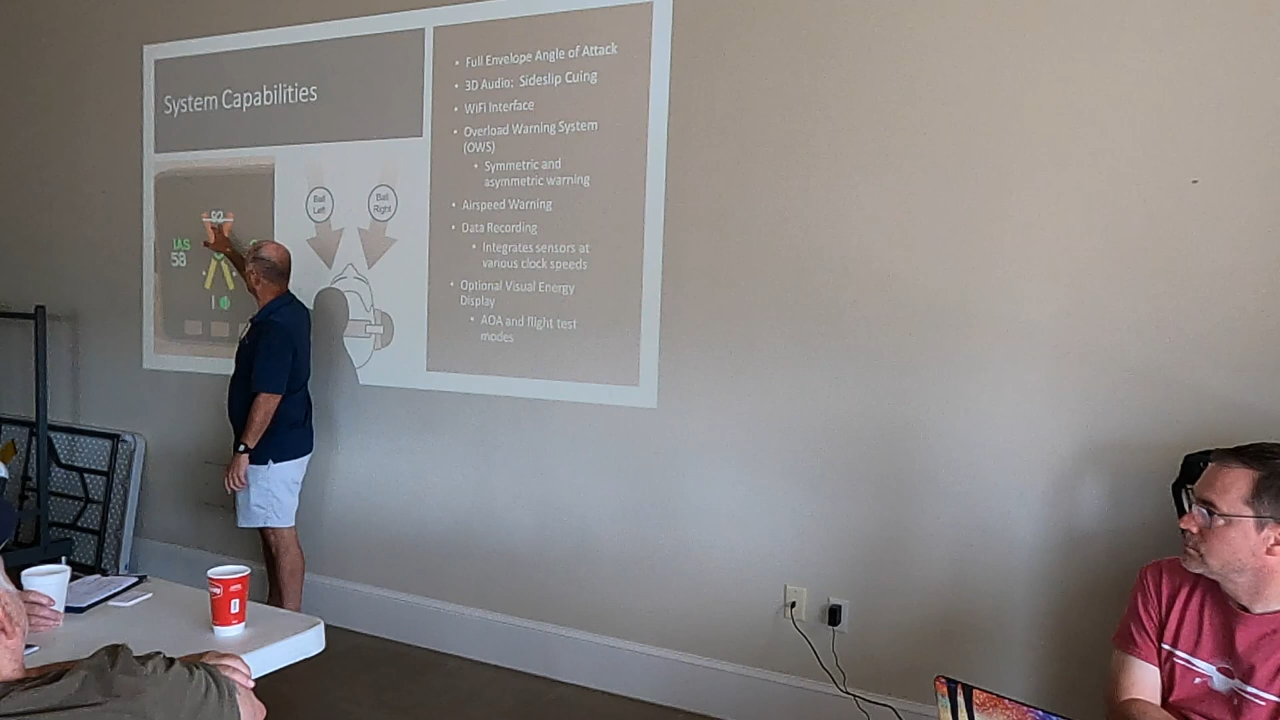 System Capabilities
92
IAS
58
Ball
Left
Ball
Right
• Full Envelope Angle of Attack
• 3D Audio: Sideslip Cuing
• WiFi Interface
• Overload Warning System
(OWS)
• Symmetric and
asymmetric warning
• Airspeed Warning
• Data Recording
• Integrates sensors at
various clock speeds
• Optional Visual Energy
Display
• AOA and flight test
modes